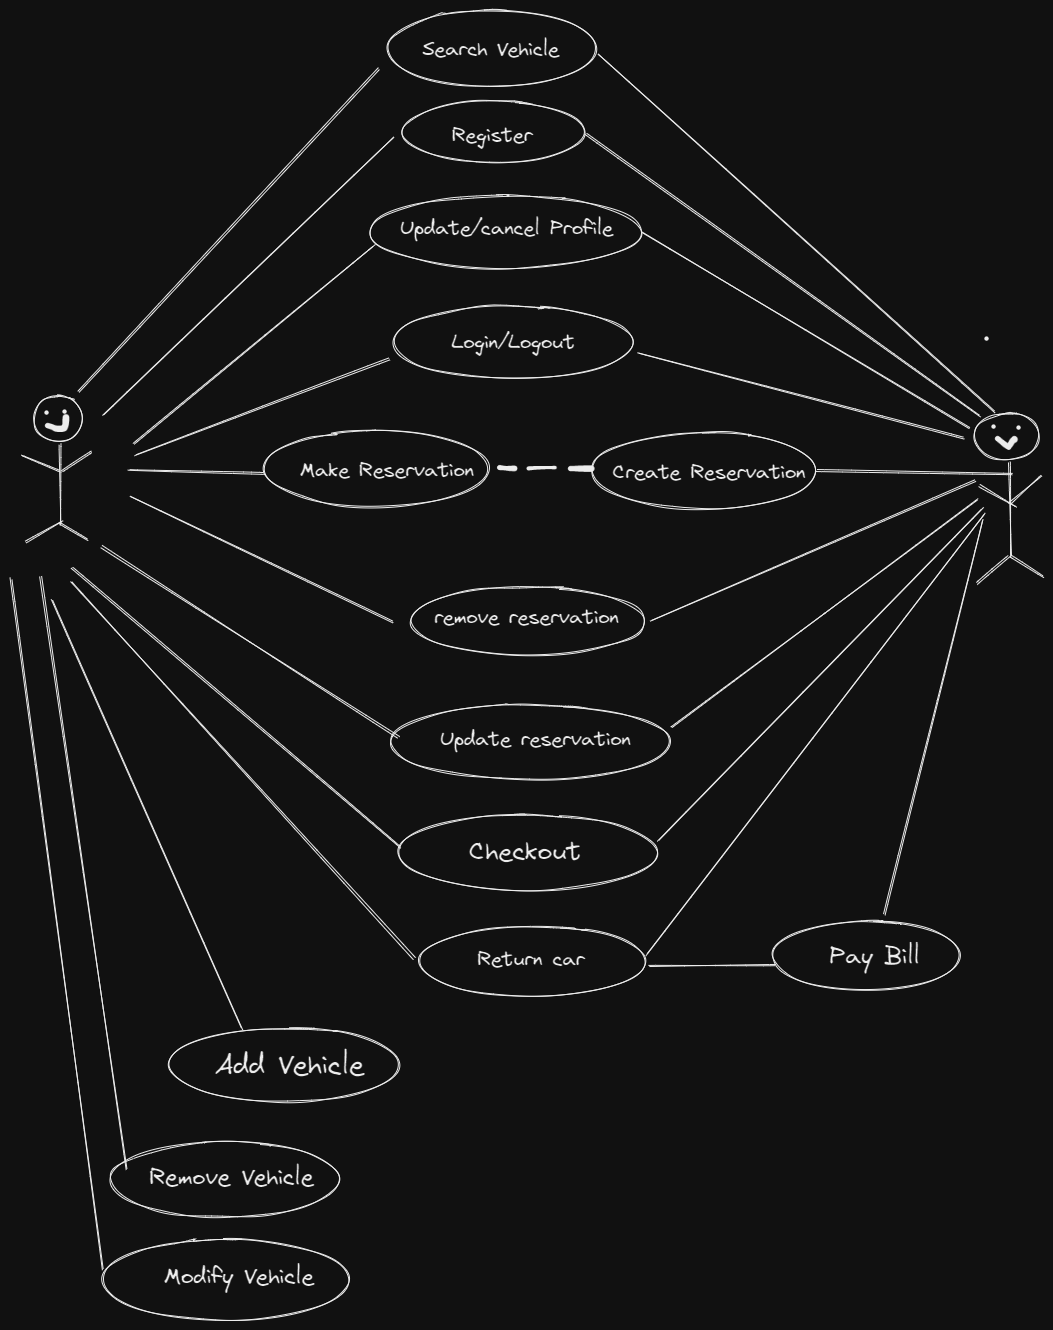 Search Vehicle
Register
Update/cancel Profile
Login/Logout
Make Reservation
Create Reservation
remove reservation
Update reservation
Checkout
Return car
Pay Bill
Add Vehicle
Remove Vehicle
Modify Vehicle